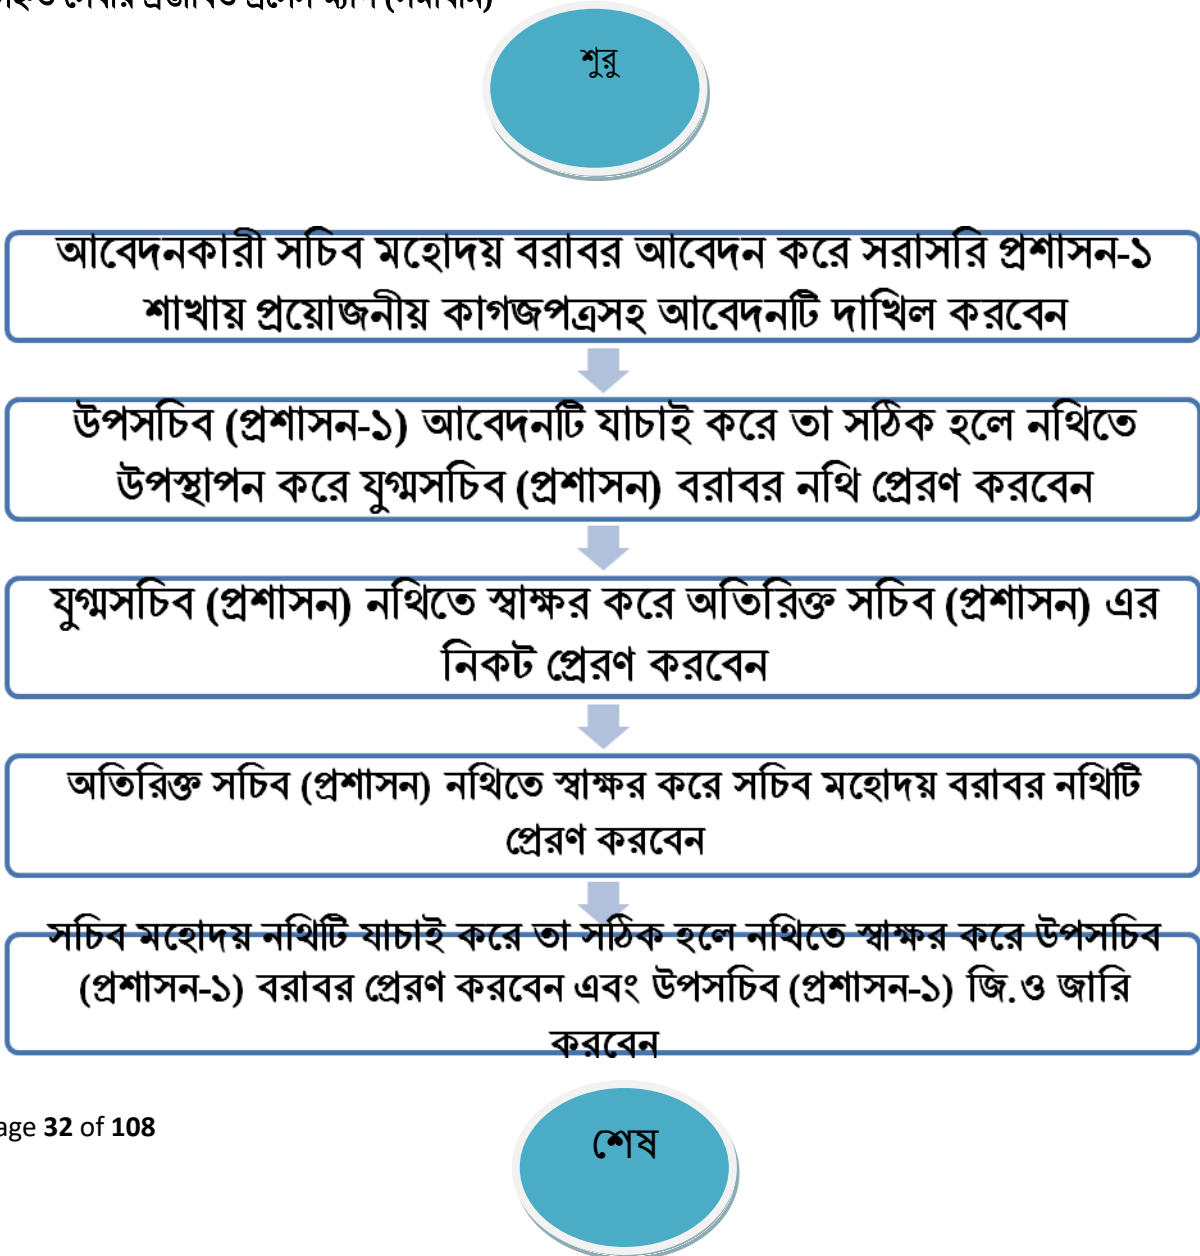 সেবার প্রস্তাবিত প্রসেস ম্যাপ (সমাধান)
শুরু
আবেদনকারী সচিব মহোদয় বরাবর আবেদন করে সরাসরি প্রশাসন-১
শাখায় প্রয়োজনীয় কাগজপত্রসহ আবেদনটি দাখিল করবেন
উপসচিব (প্রশাসন-১) আবেদনটি যাচাই করে তা সঠিক হলে নথিতে
উপস্থাপন করে যুগ্মসচিব (প্রশাসন) বরাবর নথি প্রেরণ করবেন
যুগ্মসচিব (প্রশাসন) নথিতে স্বাক্ষর করে অতিরিক্ত সচিব (প্রশাসন) এর
নিকট প্রেরণ করবেন
অতিরিক্ত সচিব (প্রশাসন) নথিতে স্বাক্ষর করে সচিব মহোদয় বরাবর নথিটি
প্রেরণ করবেন
সচিব মহোদয় নথিটি যাচাই করে তা সঠিক হলে নথিতে স্বাক্ষর করে উপসচিব
(প্রশাসন-১) বরাবর প্রেরণ করবেন এবং উপসচিব (প্রশাসন-১) জি.ও জারি
করবেন
age 32 of 108
শেষ